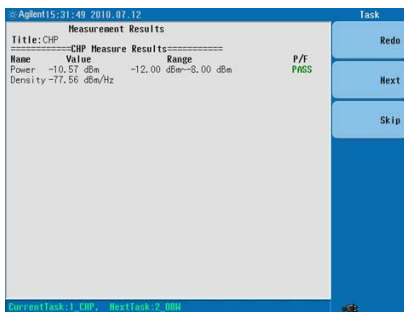 Agilent 15:31:49 2010.07.12 Task
Measurement Results
Title: CHP
===========CHP Measure Results===========
Name Value Range P/F
Power -10.57 dBm -12.00 dBm~-8.00 dBm PASS
Density -77.56 dBm/Hz
Redo
Next
Skip
CurrentTask:1_CHP, NextTask:2_OBW